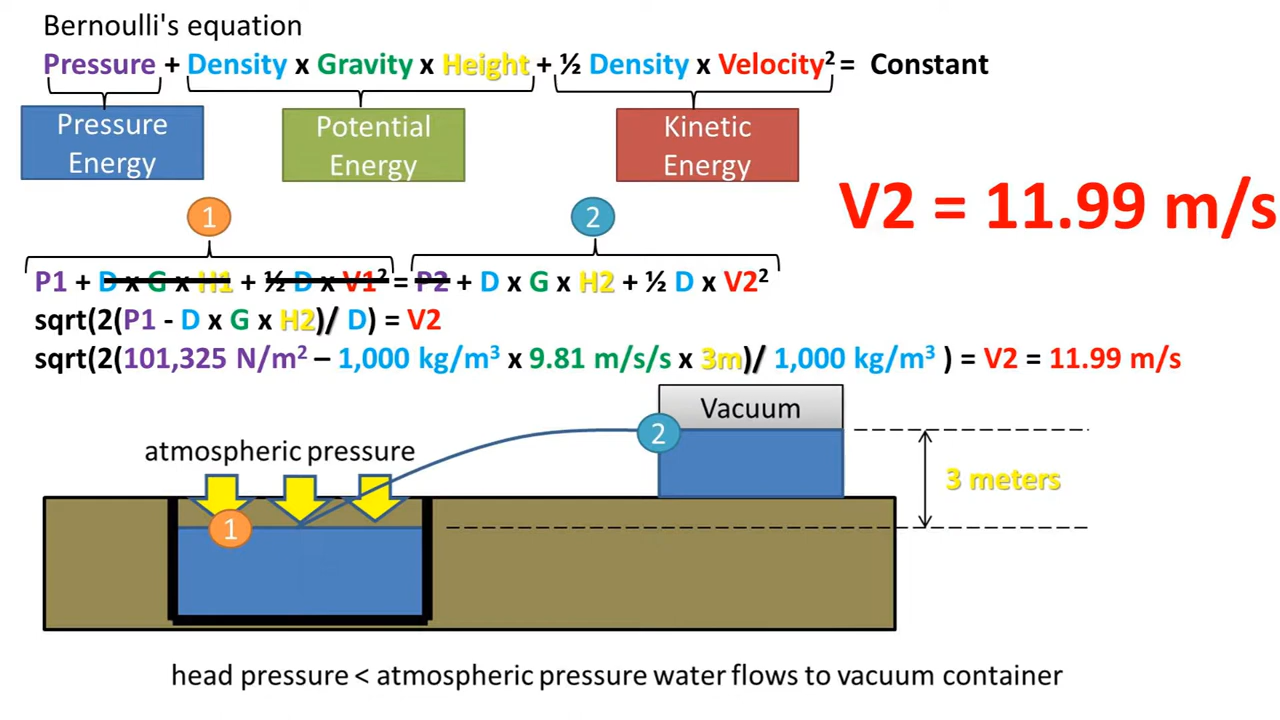 Bernoulli's equation
Pressure + Density x Gravity x Height + ½ Density x Velocity² = Constant
Pressure Energy
Potential Energy
Kinetic Energy
V2 = 11.99 m/s
1
2
P1 + D x G x H1 + ½ D x V1² = P2 + D x G x H2 + ½ D x V2²
sqrt(2(P1 - D x G x H2)/ D) = V2
sqrt(2(101,325 N/m² – 1,000 kg/m³ x 9.81 m/s/s x 3m)/ 1,000 kg/m³ ) = V2 = 11.99 m/s
Vacuum
2
atmospheric pressure
3 meters
1
head pressure < atmospheric pressure water flows to vacuum container